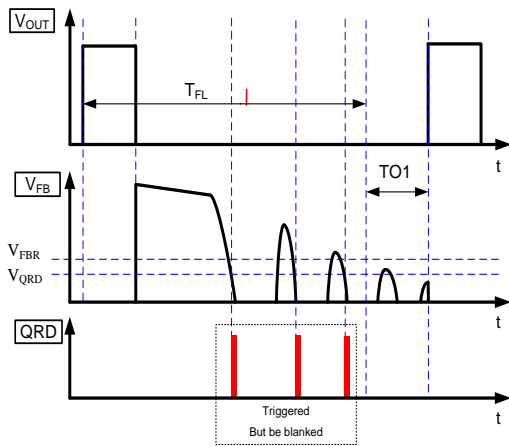 VOUT
TFL
t
VFB
TO1
VFBR
VQRD
t
QRD
Triggered
But be blanked
t